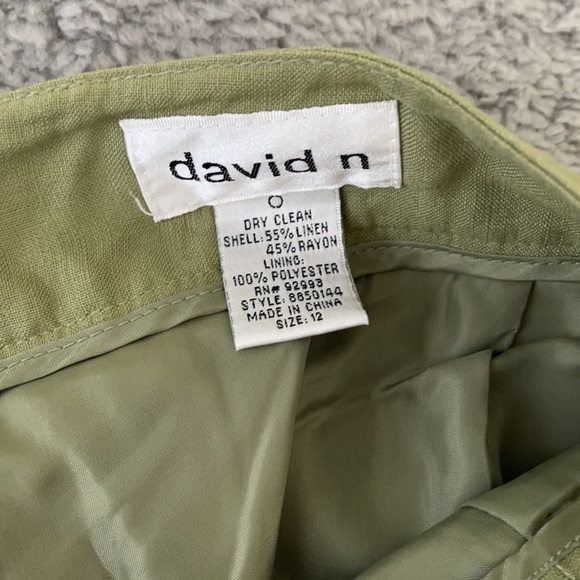 david n
DRY CLEAN
SHELL: 55% LINEN
45% RAYON
LINING:
100% POLYESTER
RN# 92993
STYLE: 8850144
MADE IN CHINA
SIZE: 12